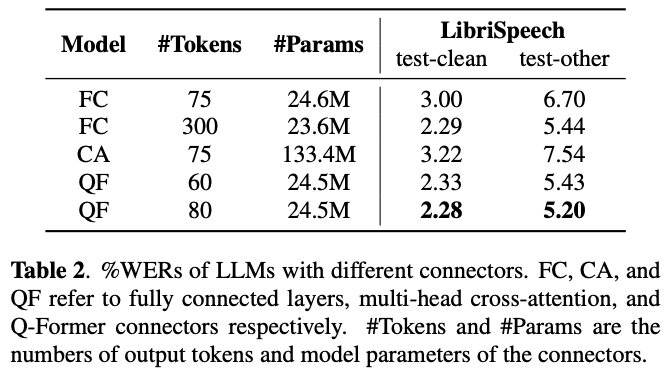 LibriSpeech
Model #Tokens #Params test-clean test-other
FC 75 24.6M 3.00 6.70
FC 300 23.6M 2.29 5.44
CA 75 133.4M 3.22 7.54
QF 60 24.5M 2.33 5.43
QF 80 24.5M 2.28 5.20
Table 2. %WERs of LLMs with different connectors. FC, CA, and
QF refer to fully connected layers, multi-head cross-attention, and
Q-Former connectors respectively. #Tokens and #Params are the
numbers of output tokens and model parameters of the connectors.